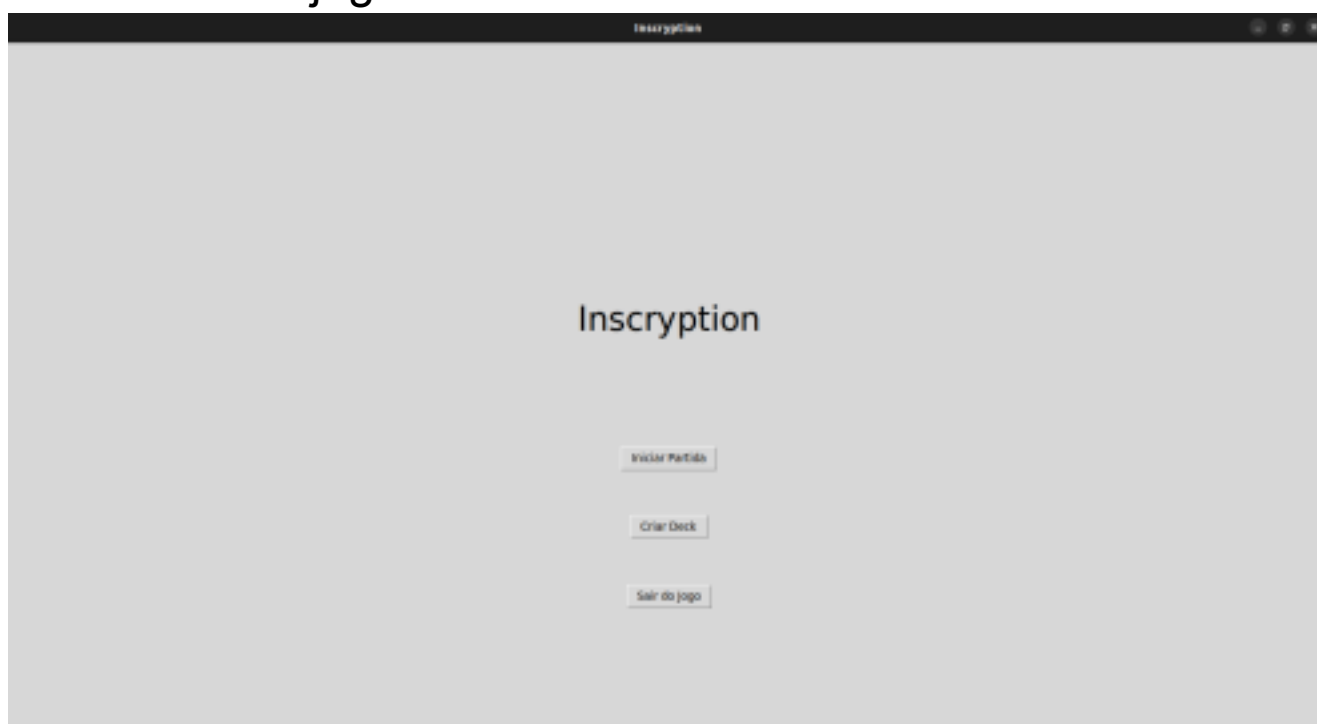 Inscryption
Inscryption
Iniciar Partida
Criar Deck
Sair do jogo